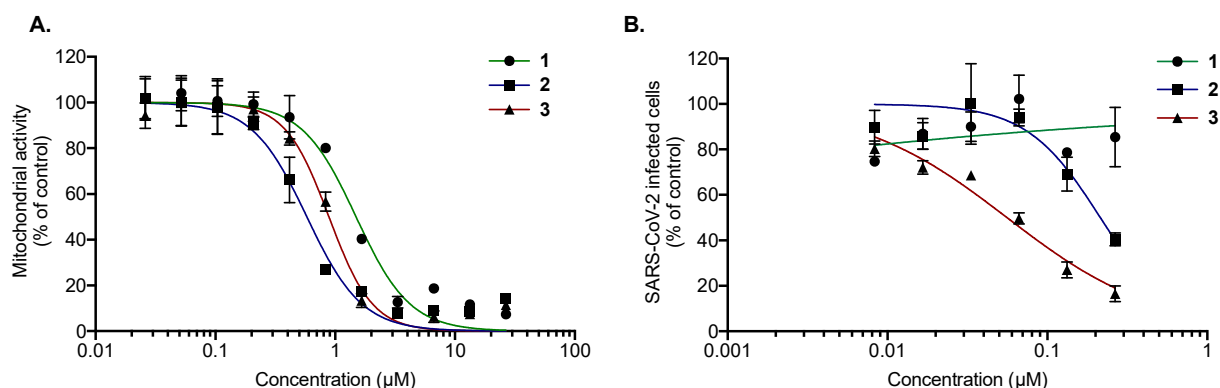 A.
Mitochondrial activity
(% of control)
120
100
80
60
40
20
0
0.01 0.1 1 10 100
Concentration (µM)
1
2
3
B.
SARS-CoV-2 infected cells
(% of control)
120
100
80
60
40
20
0
0.001 0.01 0.1 1
Concentration (µM)
1
2
3